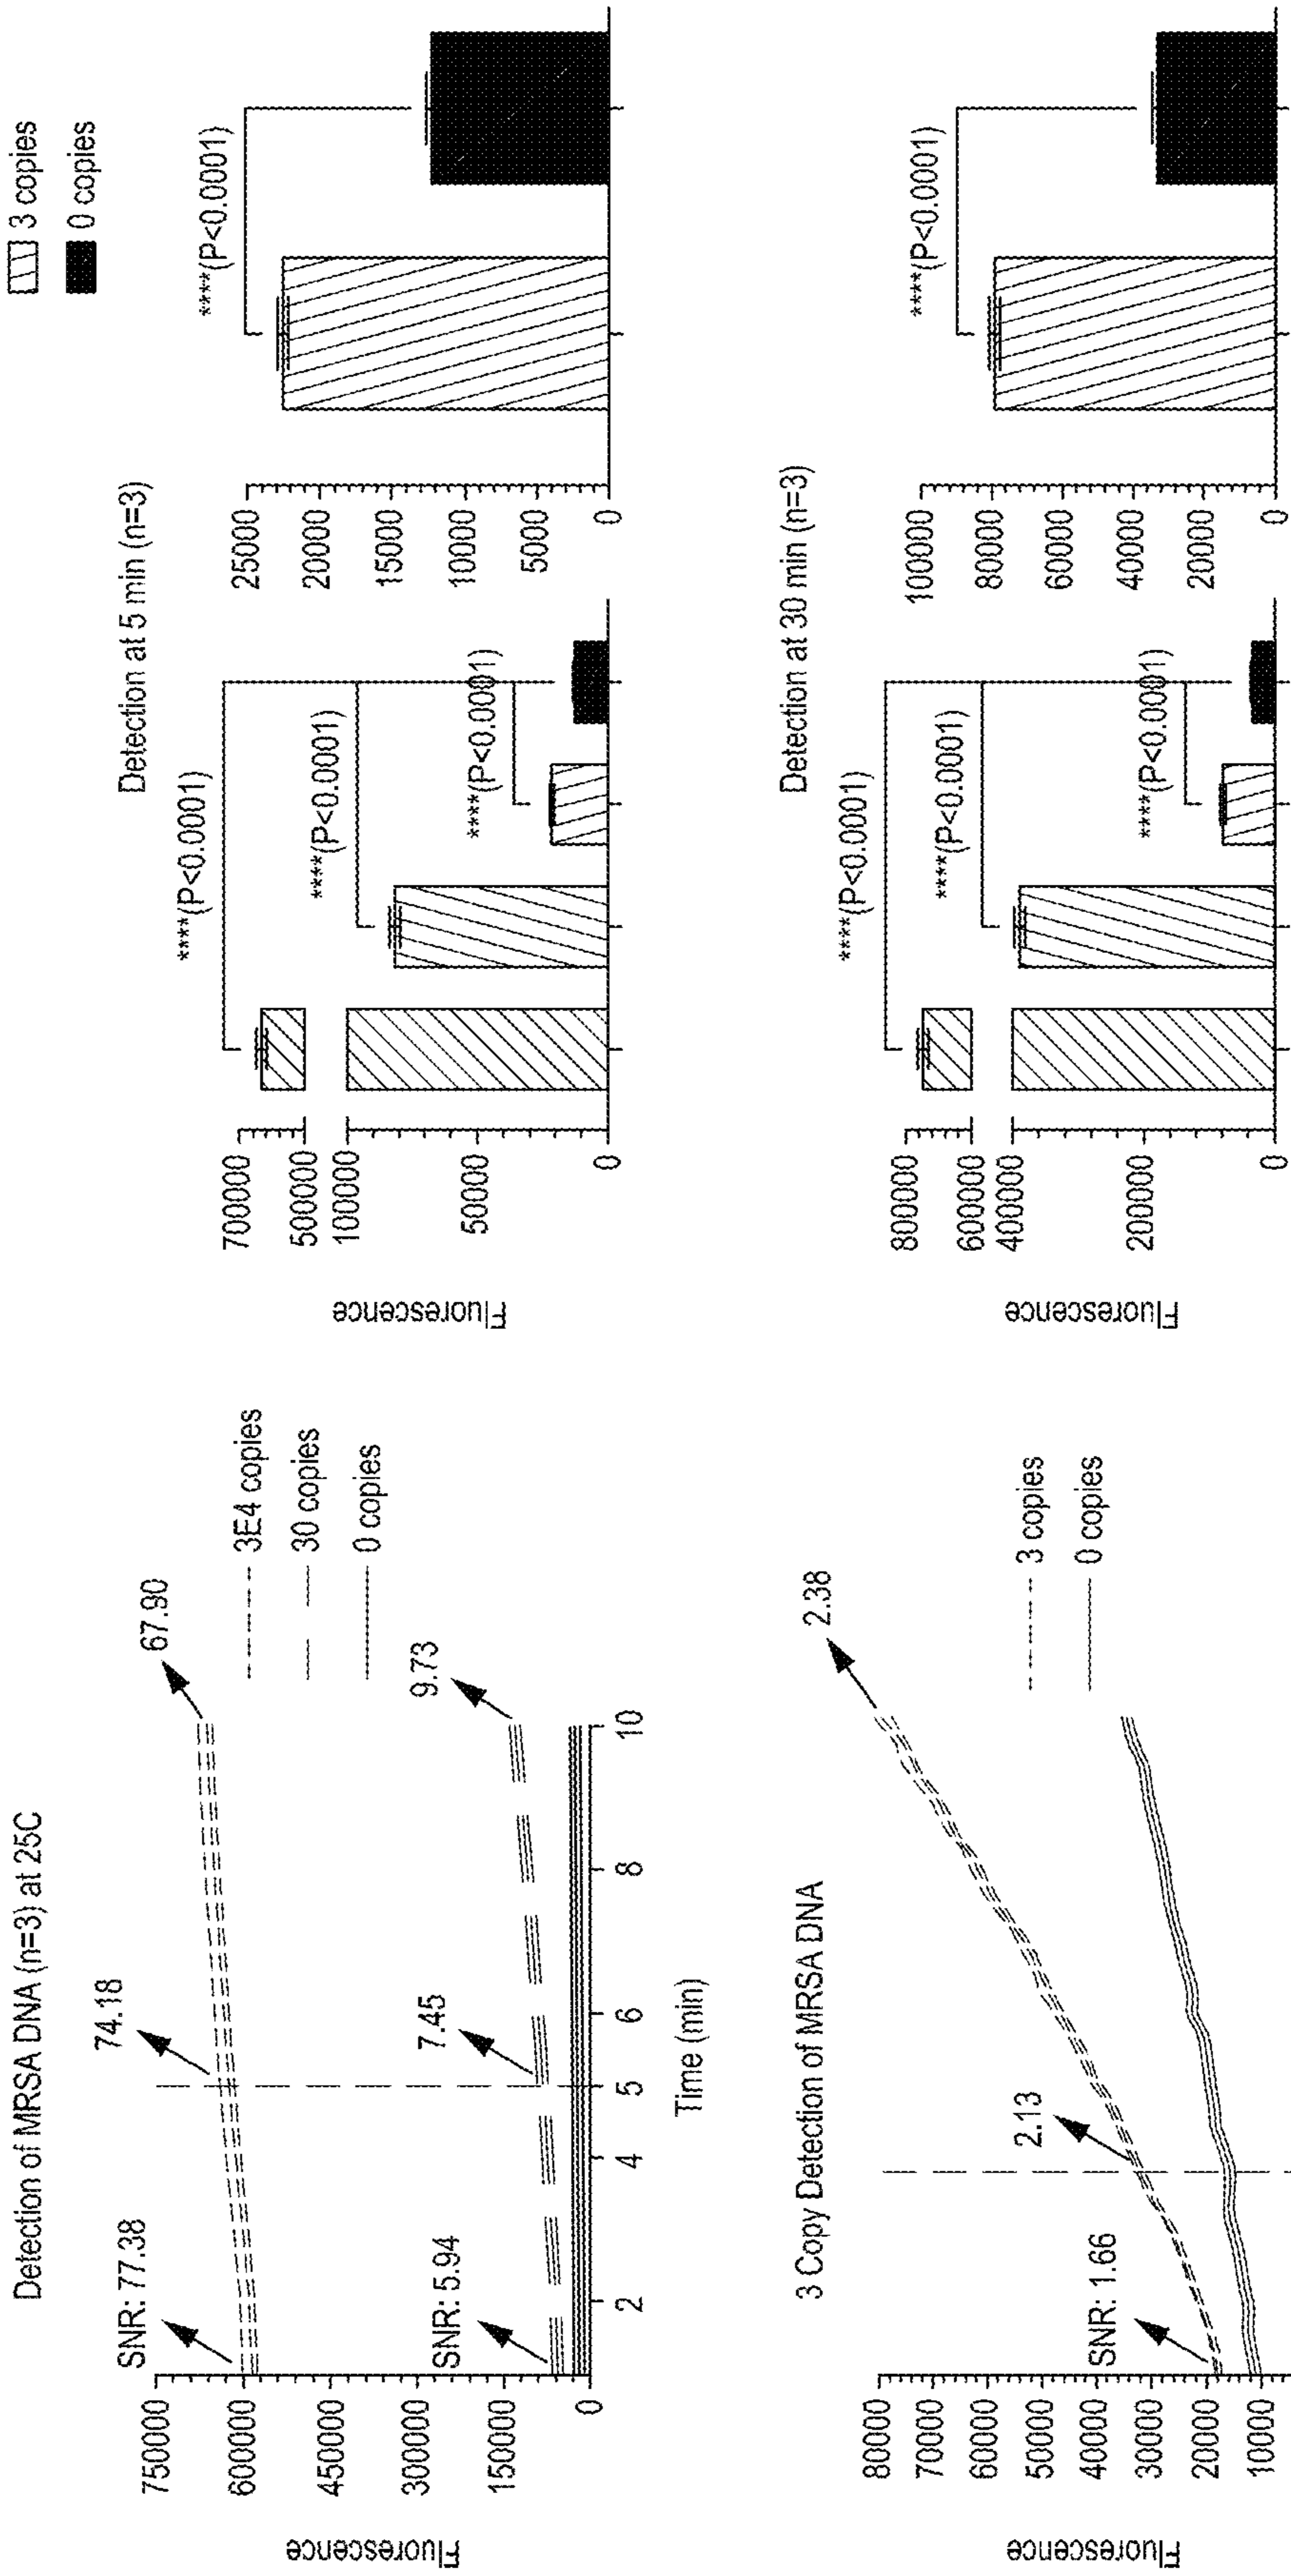 Detection of MRSA DNA (n=3) at 25C
Fluorescence
750000
600000
450000
300000
150000
0
SNR: 77.38
74.18
67.90
SNR: 5.94
7.45
9.73
2
4
5
6
8
10
Time (min)
3E4 copies
30 copies
0 copies
3 Copy Detection of MRSA DNA
Fluorescence
80000
70000
60000
50000
40000
30000
20000
10000
SNR: 1.66
2.13
2.38
3 copies
0 copies
3 copies
0 copies
Detection at 5 min (n=3)
Fluorescence
700000
500000
100000
50000
0
****(P<0.0001)
****(P<0.0001)
****(P<0.0001)
25000
20000
15000
10000
5000
0
****(P<0.0001)
Detection at 30 min (n=3)
Fluorescence
800000
600000
400000
200000
0
****(P<0.0001)
****(P<0.0001)
****(P<0.0001)
100000
80000
60000
40000
20000
0
****(P<0.0001)